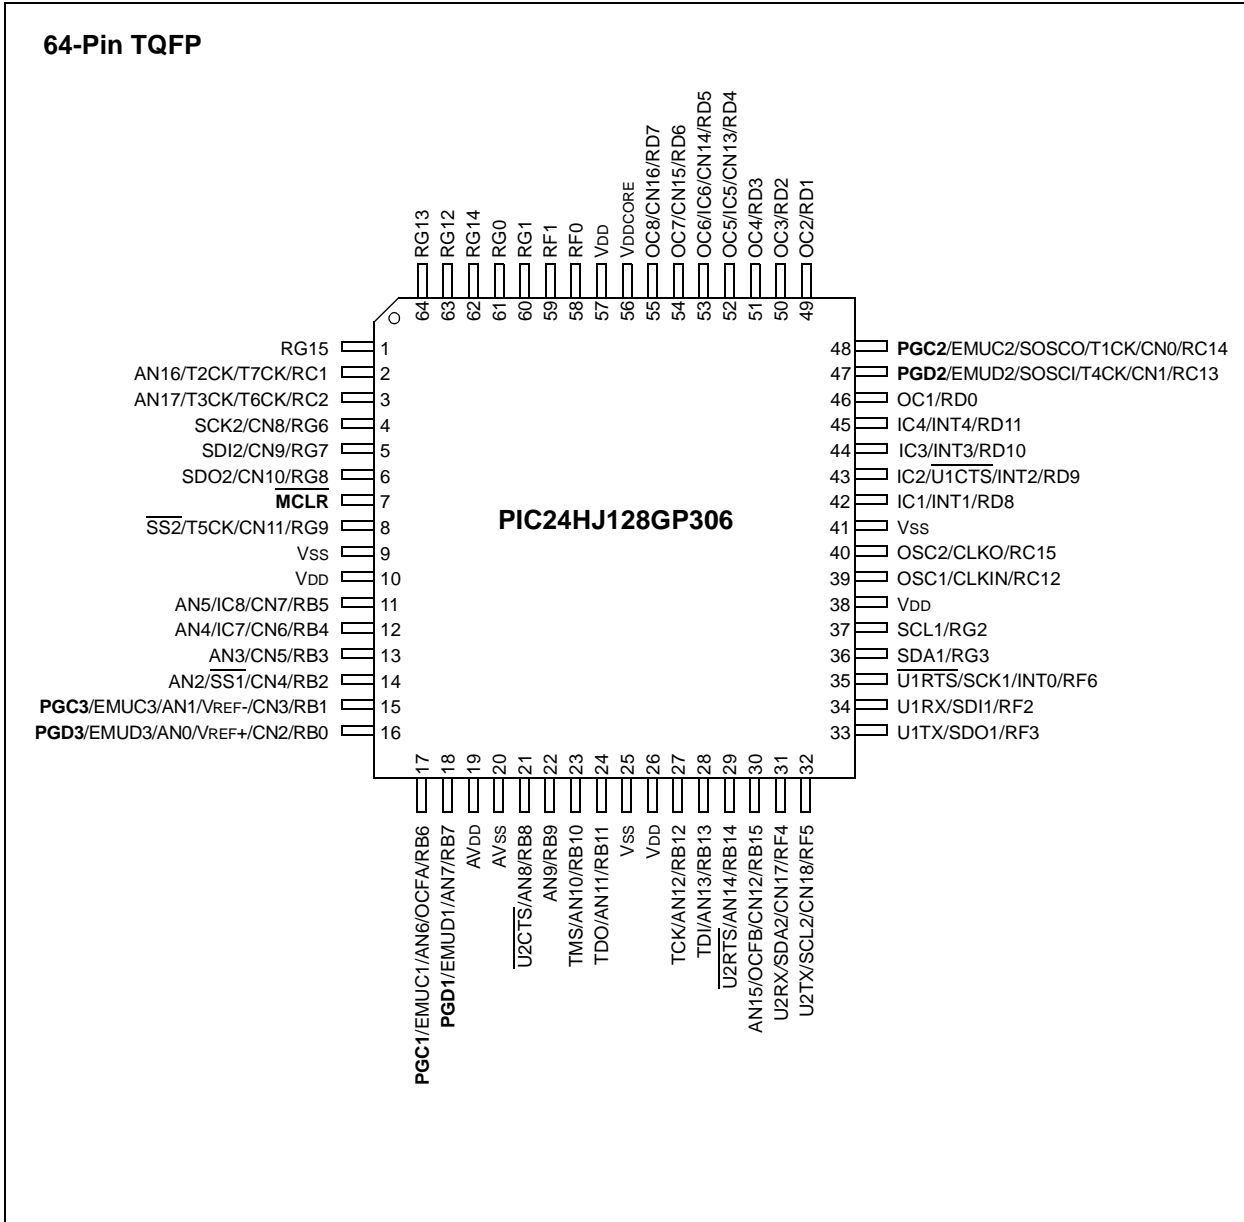 64-Pin TQFP
RG13
RG12
RG14
RG0
RG1
RF1
RF0
VDD
VDDCORE
OC8/CN16/RD7
OC7/CN15/RD6
OC6/IC6/CN14/RD5
OC5/IC5/CN13/RD4
OC4/RD3
OC3/RD2
OC2/RD1
64
63
62
61
60
59
58
57
56
55
54
53
52
51
50
49
RG15 1
AN16/T2CK/T7CK/RC1 2
AN17/T3CK/T6CK/RC2 3
SCK2/CN8/RG6 4
SDI2/CN9/RG7 5
SDO2/CN10/RG8 6
MCLR 7
SS2/T5CK/CN11/RG9 8
VSS 9
VDD 10
AN5/IC8/CN7/RB5 11
AN4/IC7/CN6/RB4 12
AN3/CN5/RB3 13
AN2/SS1/CN4/RB2 14
PGC3/EMUC3/AN1/VREF-/CN3/RB1 15
PGD3/EMUD3/AN0/VREF+/CN2/RB0 16
PIC24HJ128GP306
48 PGC2/EMUC2/SOSCO/T1CK/CN0/RC14
47 PGD2/EMUD2/SOSCI/T4CK/CN1/RC13
46 OC1/RD0
45 IC4/INT4/RD11
44 IC3/INT3/RD10
43 IC2/U1CTS/INT2/RD9
42 IC1/INT1/RD8
41 VSS
40 OSC2/CLKO/RC15
39 OSC1/CLKIN/RC12
38 VDD
37 SCL1/RG2
36 SDA1/RG3
35 U1RTS/SCK1/INT0/RF6
34 U1RX/SDI1/RF2
33 U1TX/SDO1/RF3
17
18
19
20
21
22
23
24
25
26
27
28
29
30
31
32
PGC1/EMUC1/AN6/OCFA/RB6
PGD1/EMUD1/AN7/RB7
AVDD
AVSS
U2CTS/AN8/RB8
AN9/RB9
TMS/AN10/RB10
TDO/AN11/RB11
VSS
VDD
TCK/AN12/RB12
TDI/AN13/RB13
U2RTS/AN14/RB14
AN15/OCFB/CN12/RB15
U2RX/SDA2/CN17/RF4
U2TX/SCL2/CN18/RF5